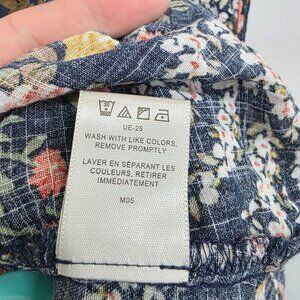 UE-25
WASH WITH LIKE COLORS,
REMOVE PROMPTLY
LAVER EN SÉPARANT LES
COULEURS, RETIRER
IMMÉDIATEMENT
M05